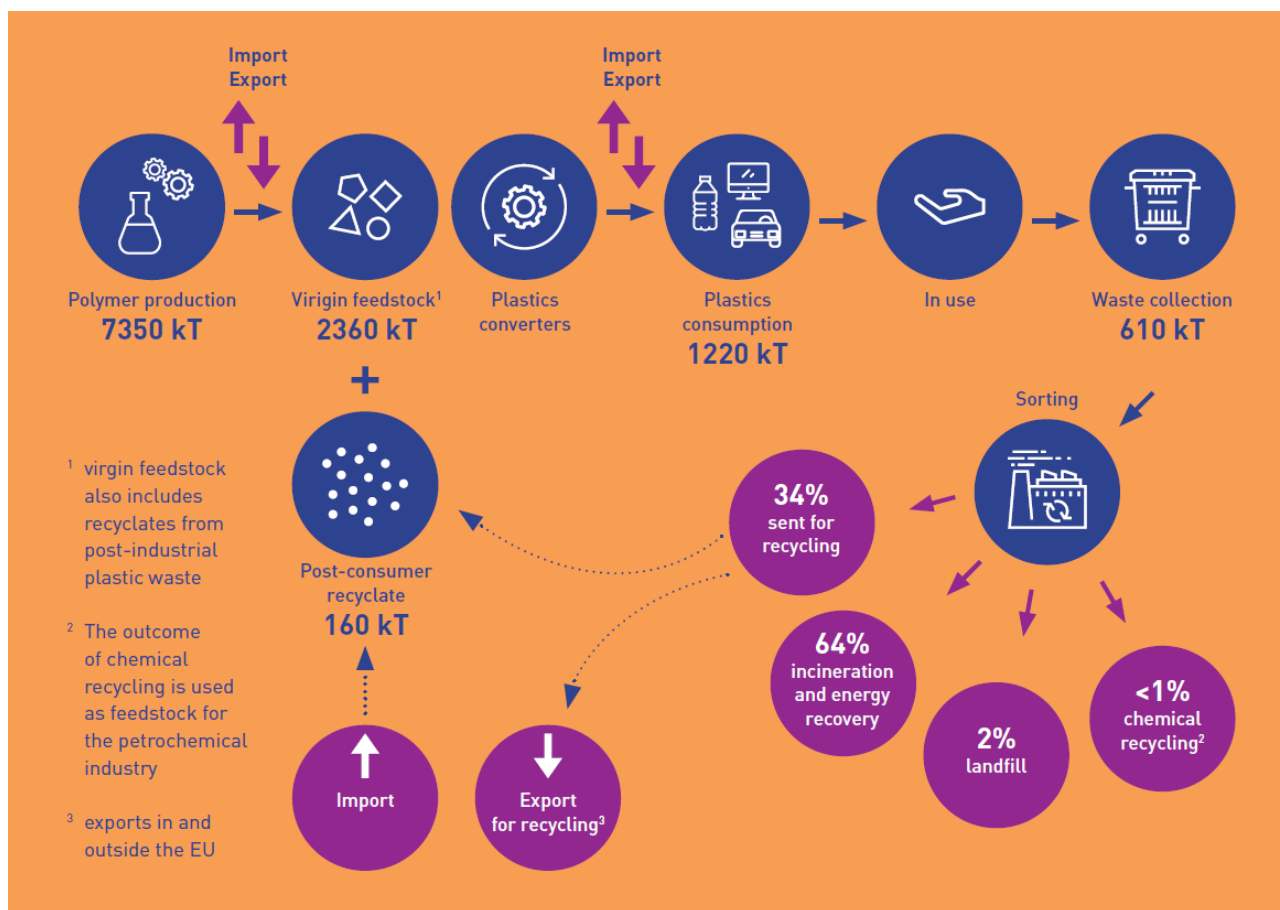 Import
Export
Import
Export
Polymer production
7350 kT
Virigin feedstock¹
2360 kT
Plastics
converters
Plastics
consumption
1220 kT
In use
Waste collection
610 kT
+
Sorting
¹ virgin feedstock
also includes
recyclates from
post-industrial
plastic waste
² The outcome
of chemical
recycling is used
as feedstock for
the petrochemical
industry
³ exports in and
outside the EU
Post-consumer
recyclate
160 kT
34%
sent for
recycling
64%
incineration
and energy
recovery
2%
landfill
<1%
chemical
recycling²
Import
Export
for recycling³